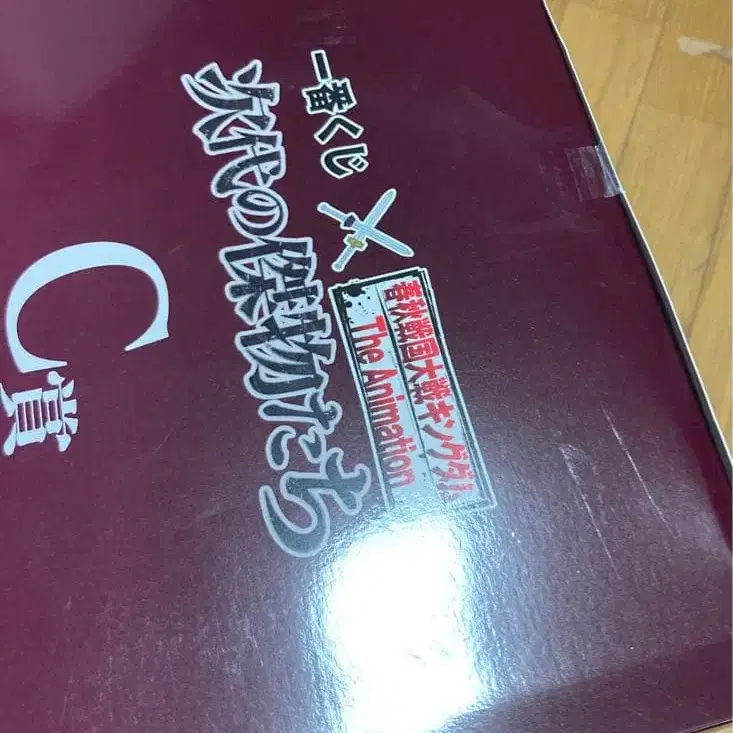 一番くじ
春秋戦国大戦キングダム
The Animation
次代の傑物たち
C賞